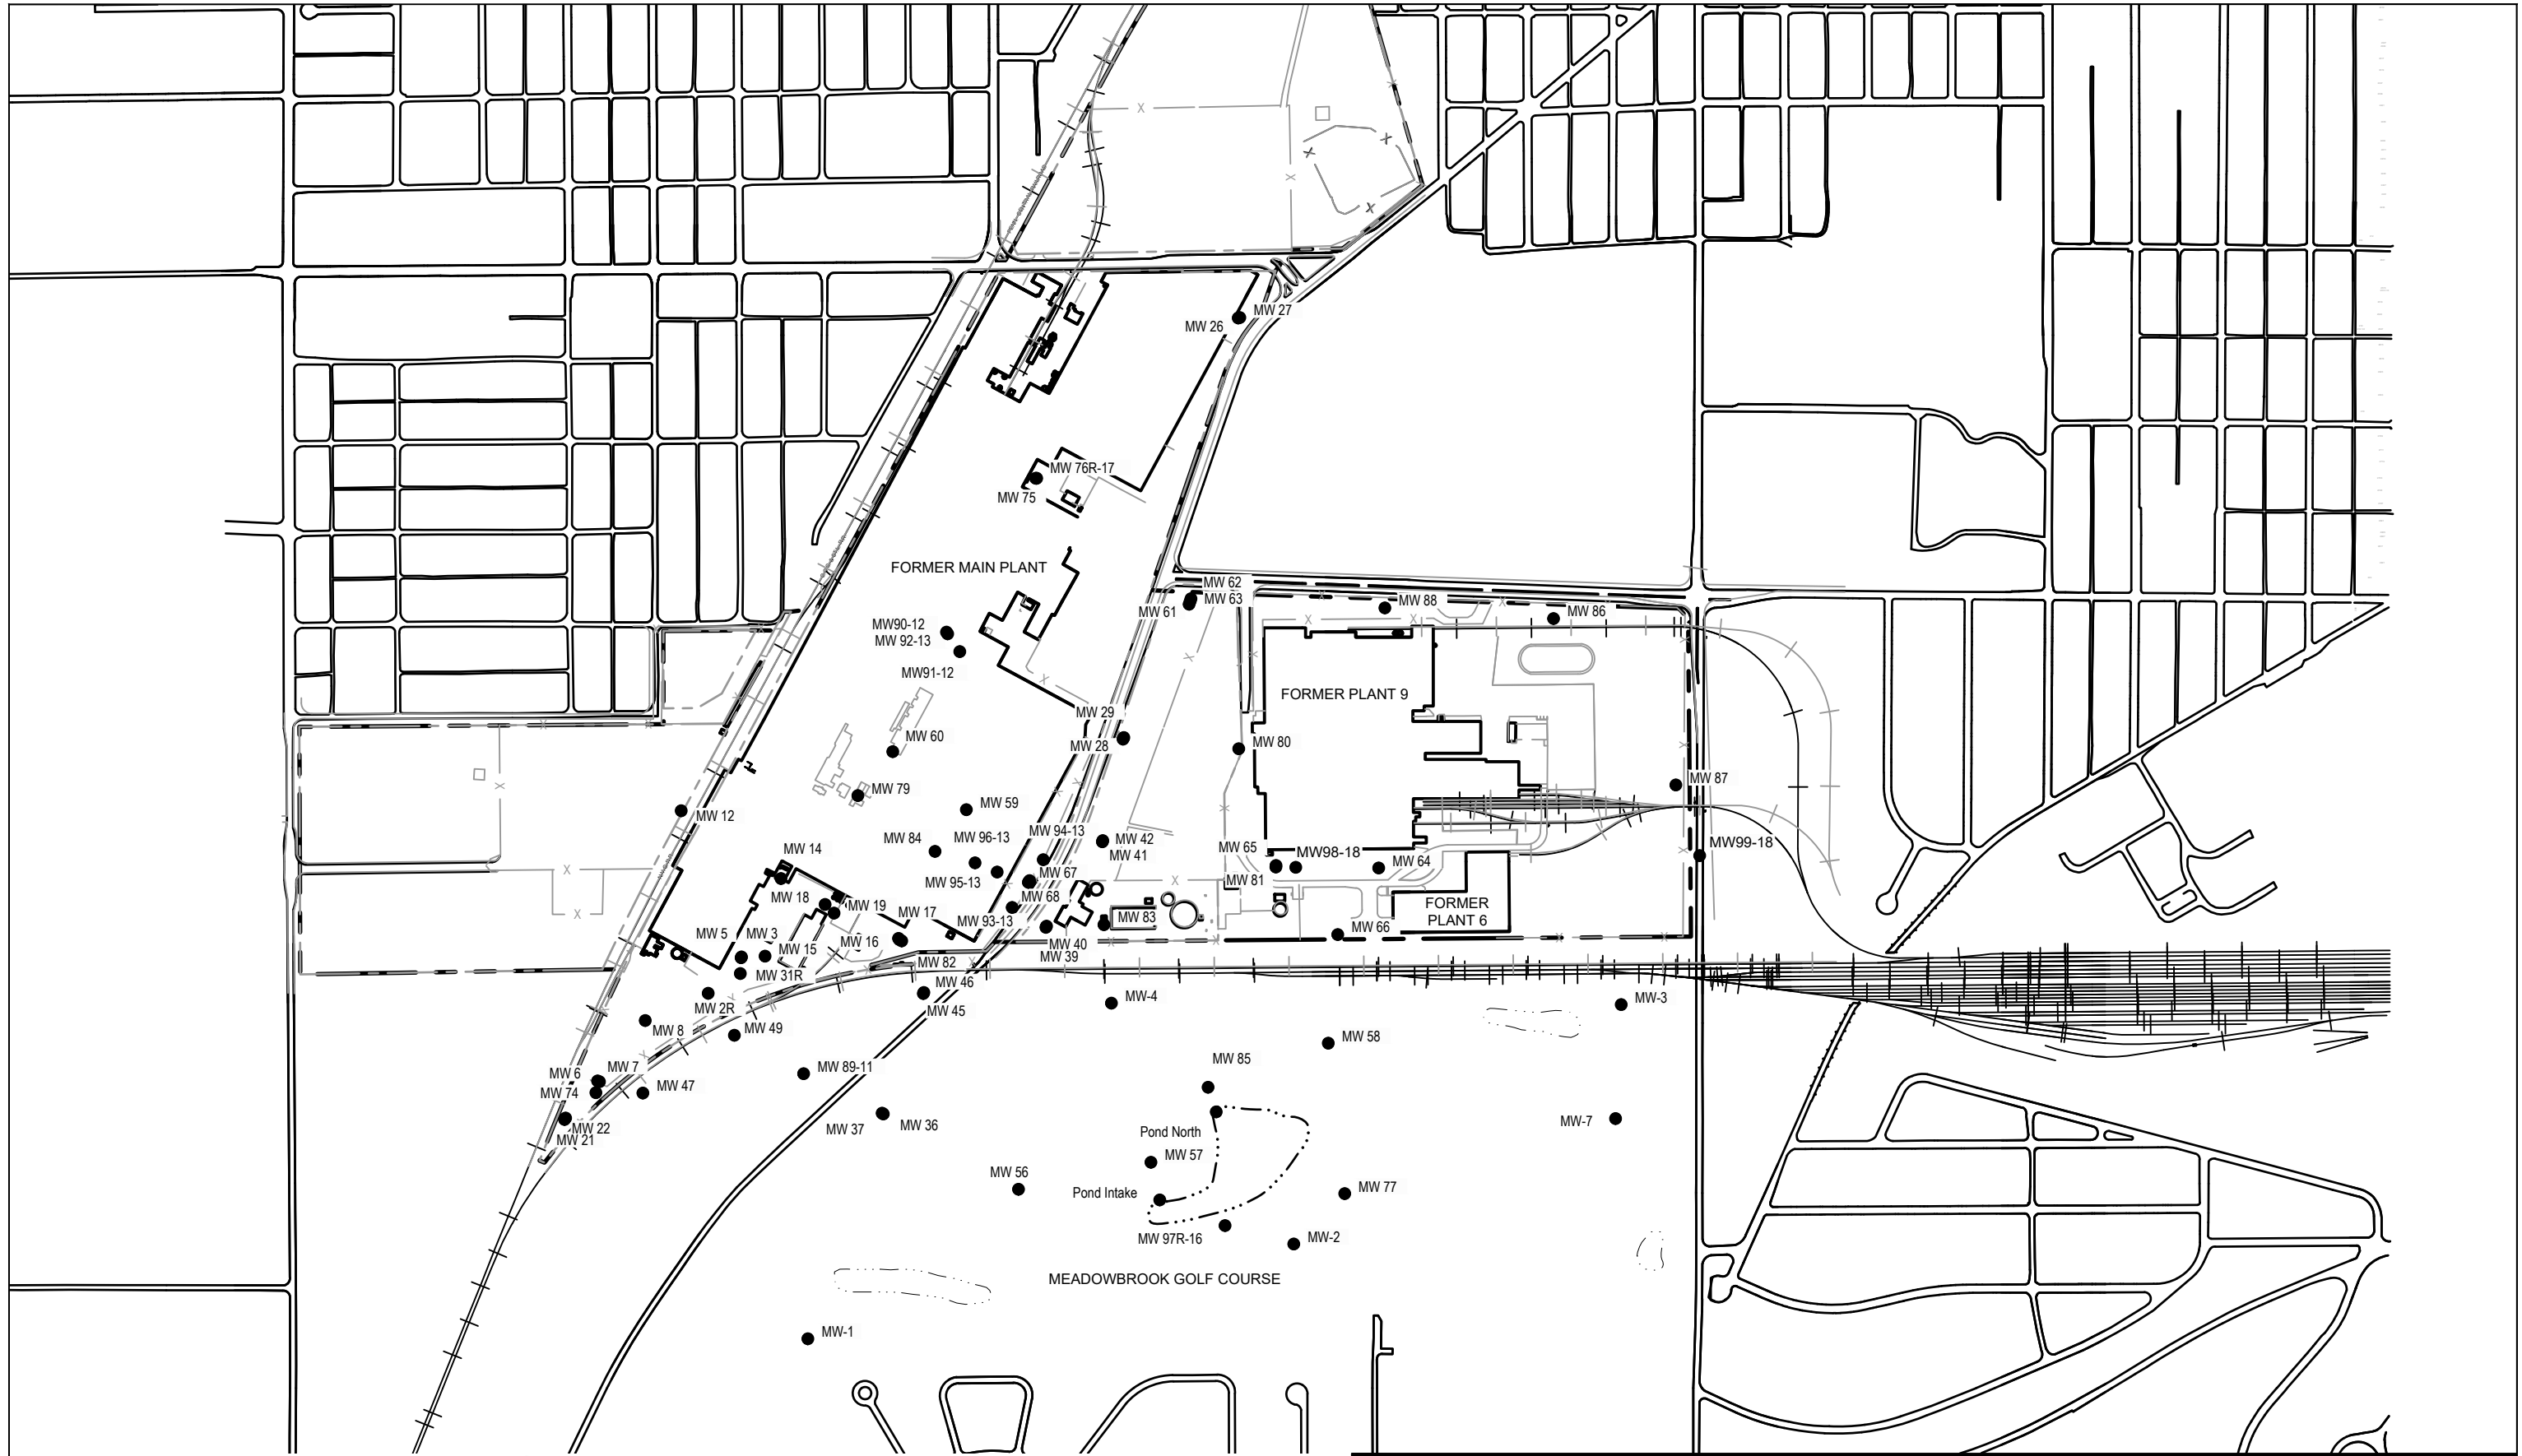 MW 27
MW 26
MW 76R-17
MW 75
FORMER MAIN PLANT
MW 62
MW 63
MW 61
MW 88
MW 86
MW90-12
MW 92-13
MW91-12
FORMER PLANT 9
MW 29
MW 28
MW 60
MW 80
MW 87
MW 79
MW 59
MW 12
MW 94-13
MW 96-13
MW 84
MW 42
MW 41
MW 14
MW 65
MW98-18
MW 64
MW99-18
MW 67
MW 95-13
MW 81
MW 68
MW 18
MW 19
MW 17
MW 93-13
MW 83
FORMER
PLANT 6
MW 5
MW 3
MW 15
MW 16
MW 40
MW 39
MW 66
MW 82
MW 31R
MW 46
MW 45
MW-4
MW-3
MW 2R
MW 8
MW 49
MW 58
MW 85
MW 7
MW 6
MW 74
MW 47
MW 89-11
MW 22
MW 21
MW 37
MW 36
MW-7
Pond North
MW 57
MW 56
Pond Intake
MW 77
MW 97R-16
MW-2
MEADOWBROOK GOLF COURSE
MW-1